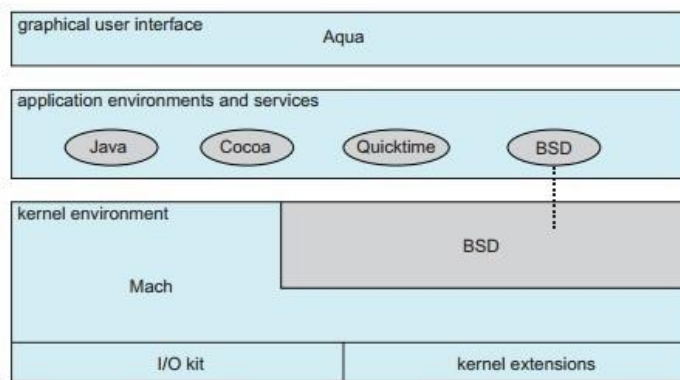 graphical user interface
Aqua
application environments and services
Java
Cocoa
Quicktime
BSD
kernel environment
BSD
Mach
I/O kit
kernel extensions